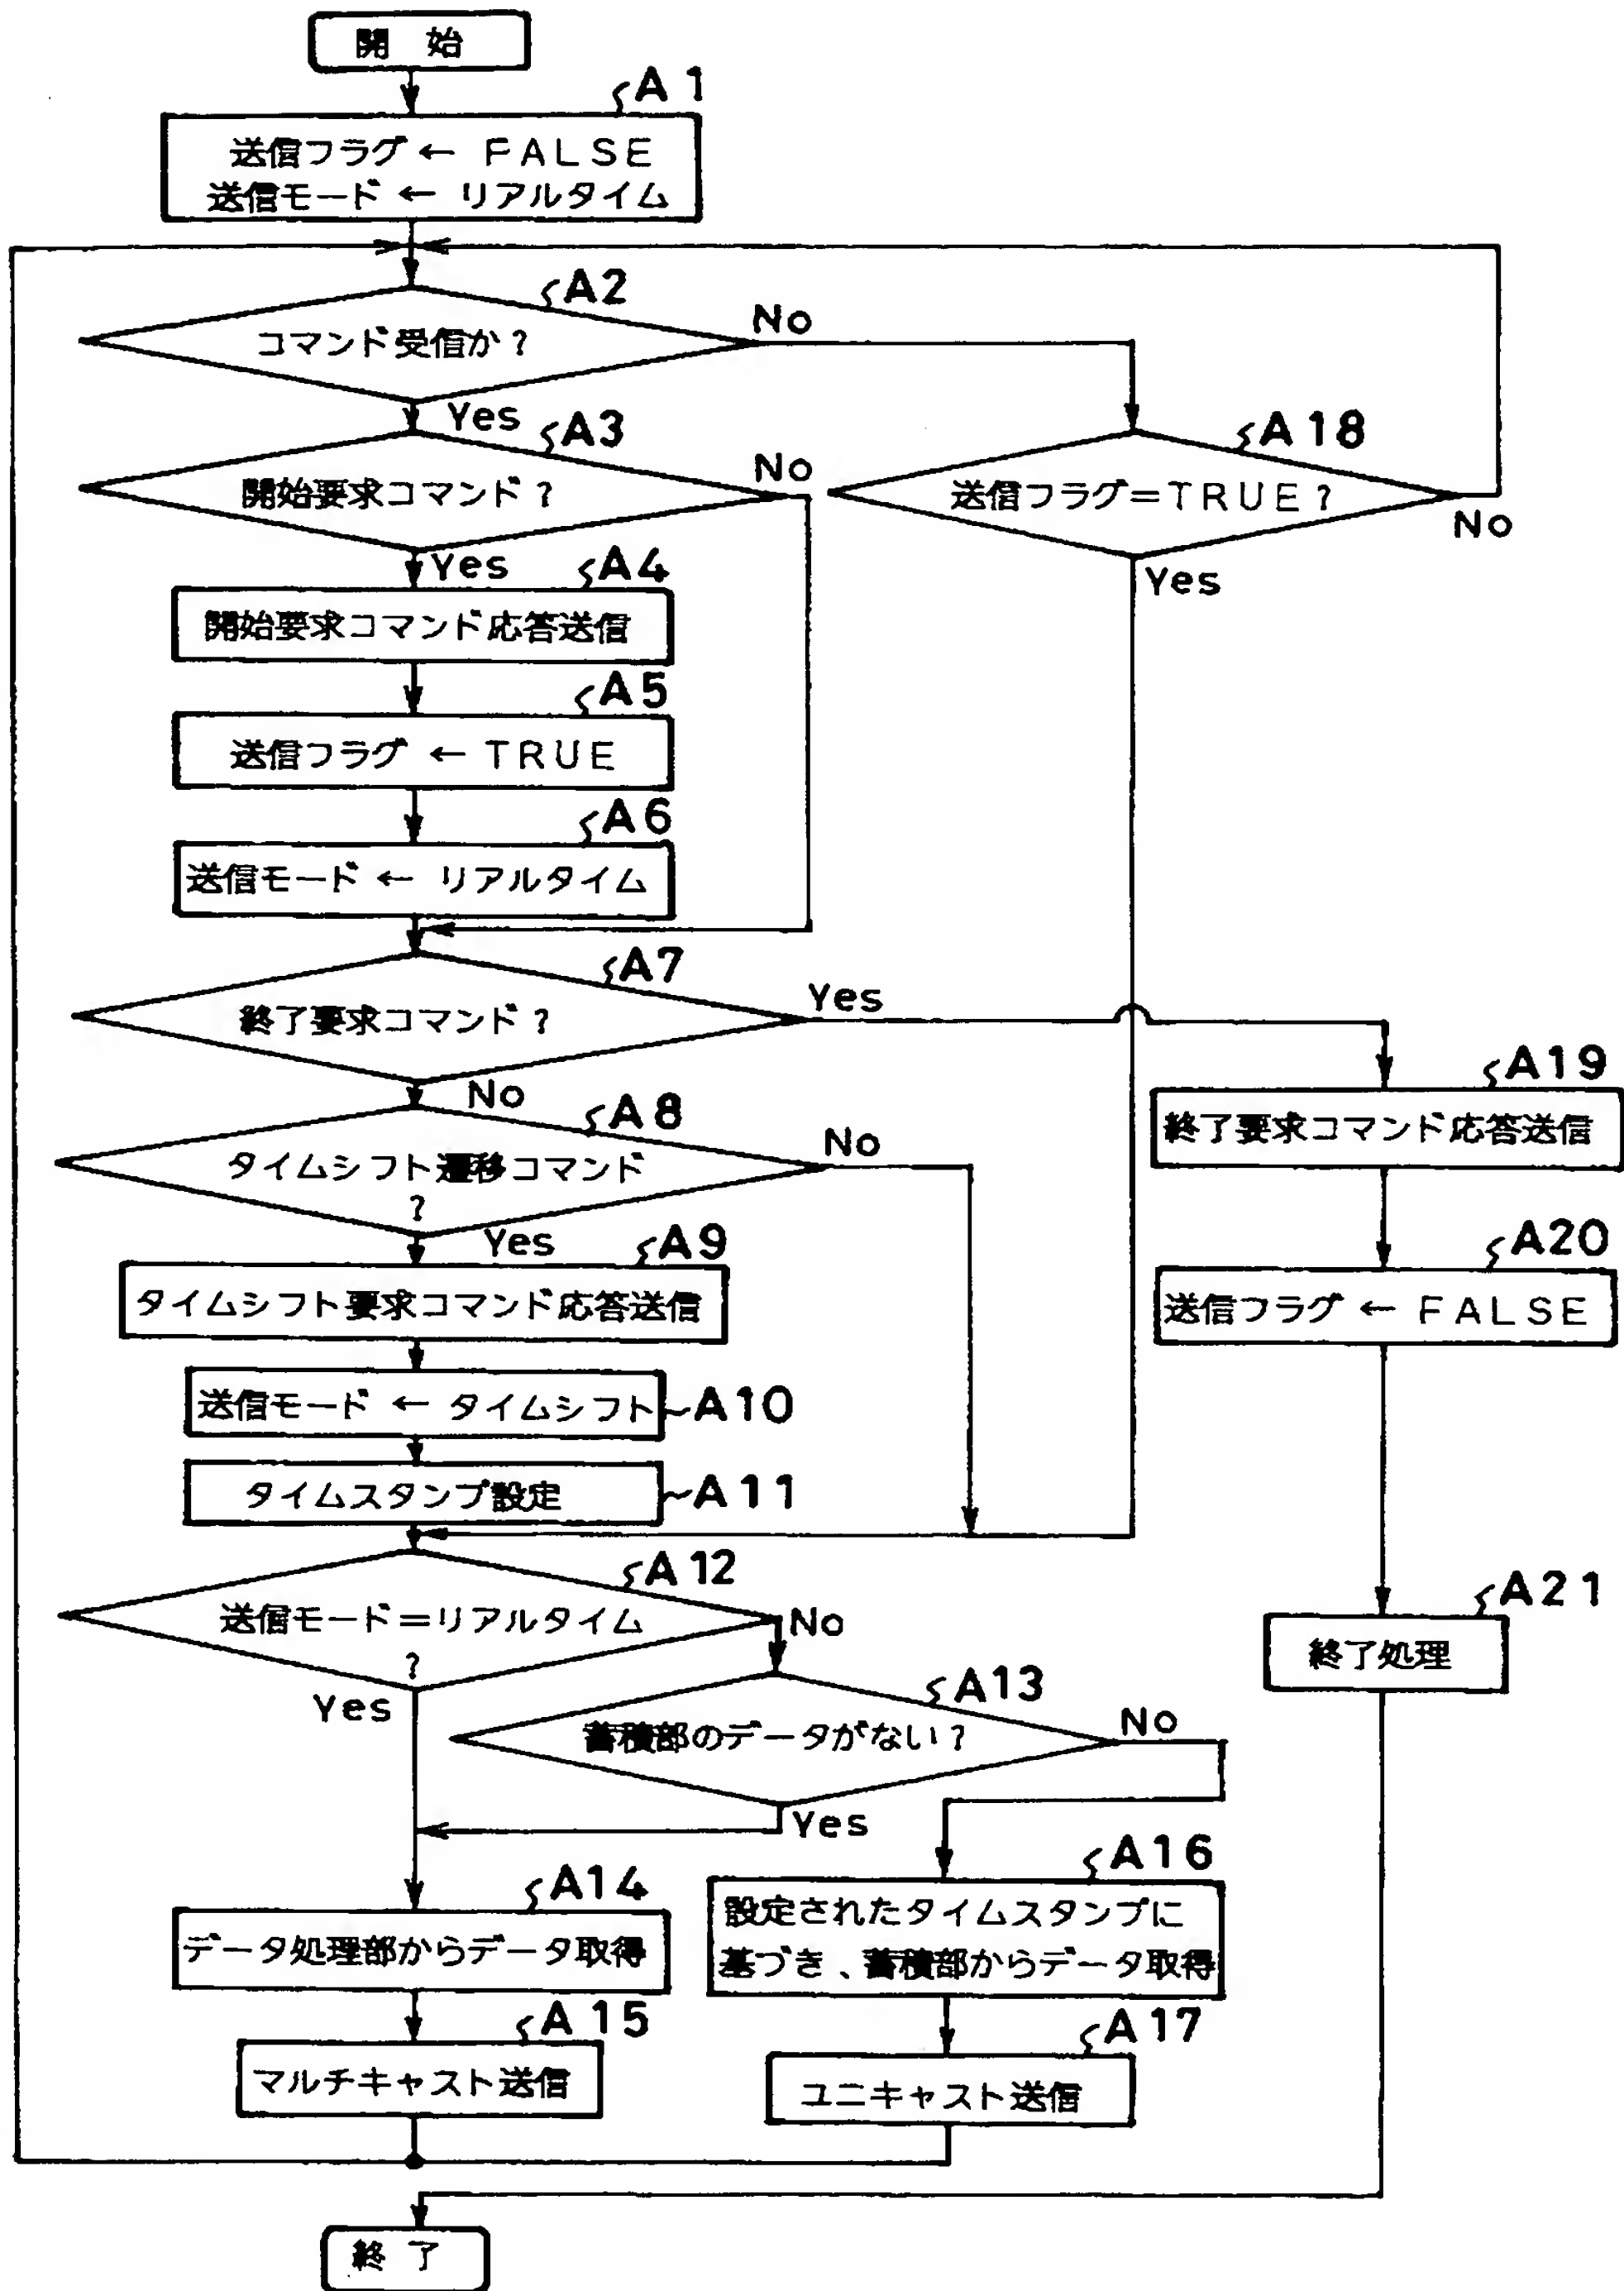 開 始
A1
送信フラグ ← FALSE
送信モード ← リアルタイム
A2
コマンド受信か?
No
Yes
A3
開始要求コマンド?
No
Yes
A18
送信フラグ=TRUE?
No
Yes
A4
開始要求コマンド応答送信
A5
送信フラグ ← TRUE
A6
送信モード ← リアルタイム
A7
終了要求コマンド?
Yes
No
A8
タイムシフト遷移コマンド
?
No
Yes
A19
終了要求コマンド応答送信
A9
タイムシフト要求コマンド応答送信
A20
送信フラグ ← FALSE
送信モード ← タイムシフト
A10
タイムスタンプ設定
A11
A12
送信モード=リアルタイム
?
No
Yes
A13
蓄積部のデータがない?
No
Yes
A21
終了処理
A14
データ処理部からデータ取得
A16
設定されたタイムスタンプに
基づき、蓄積部からデータ取得
A15
マルチキャスト送信
A17
ユニキャスト送信
終 了